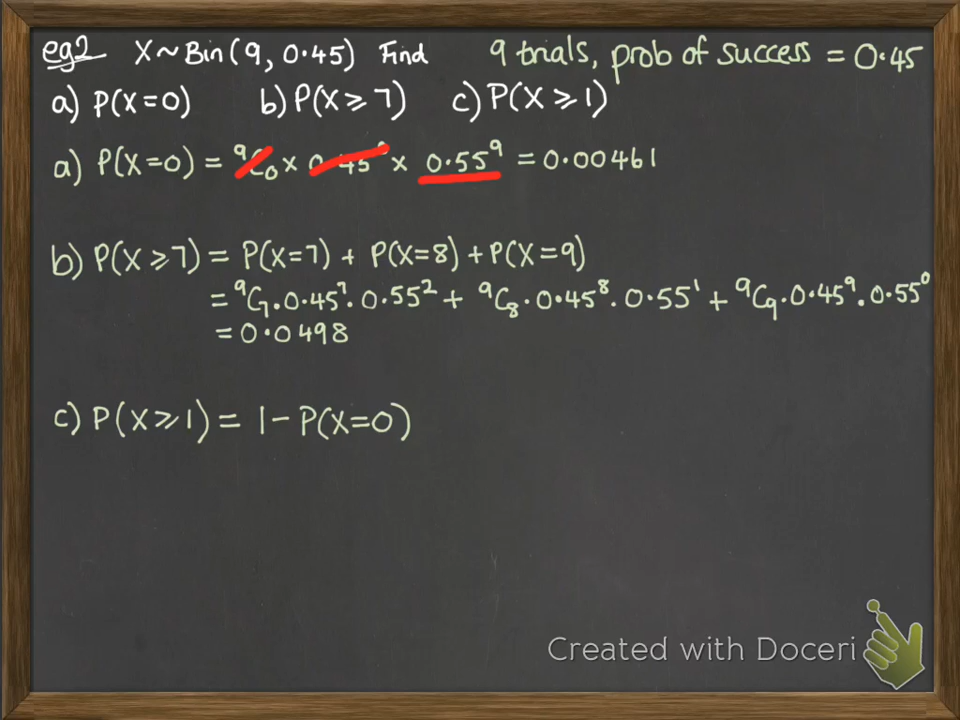 eg2 X~Bin(9, 0.45) Find 9 trials, prob of success = 0.45
a) P(X=0) b) P(X⩾7) c) P(X⩾1)
a) P(X=0) = ⁹C₀ × 0.45⁰ × 0.55⁹ = 0.00461
b) P(X⩾7) = P(X=7) + P(X=8) + P(X=9)
= ⁹C₇.0.45⁷.0.55² + ⁹C₈.0.45⁸.0.55¹ + ⁹C₉.0.45⁹.0.55⁰
= 0.0498
c) P(X⩾1) = 1 - P(X=0)
Created with Doceri